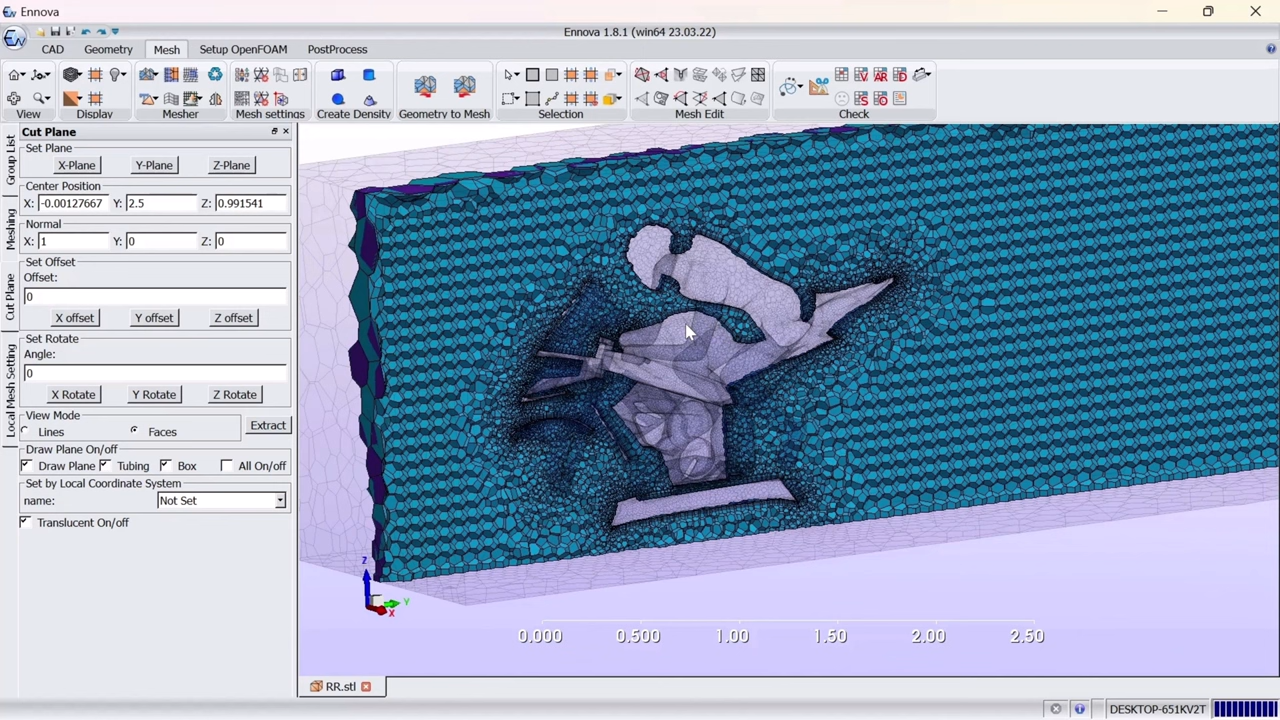 Ennova
Ennova 1.8.1 (win64 23.03.22)
CAD Geometry Mesh Setup OpenFOAM PostProcess
View Display Mesher Mesh settings Create Density Geometry to Mesh Selection Mesh Edit Check
Cut Plane
Group List
Meshing
Cut Plane
Local Mesh Setting
Set Plane
X-Plane Y-Plane Z-Plane
Center Position
X: -0.00127667 Y: 2.5 Z: 0.991541
Normal
X: 1 Y: 0 Z: 0
Set Offset
Offset:
0
X offset Y offset Z offset
Set Rotate
Angle:
0
X Rotate Y Rotate Z Rotate
View Mode
Lines Faces Extract
Draw Plane On/off
Draw Plane Tubing Box All On/off
Set by Local Coordinate System
name: Not Set
Translucent On/off
Z
Y
X
0.000 0.500 1.00 1.50 2.00 2.50
RR.stl
DESKTOP-651KV2T